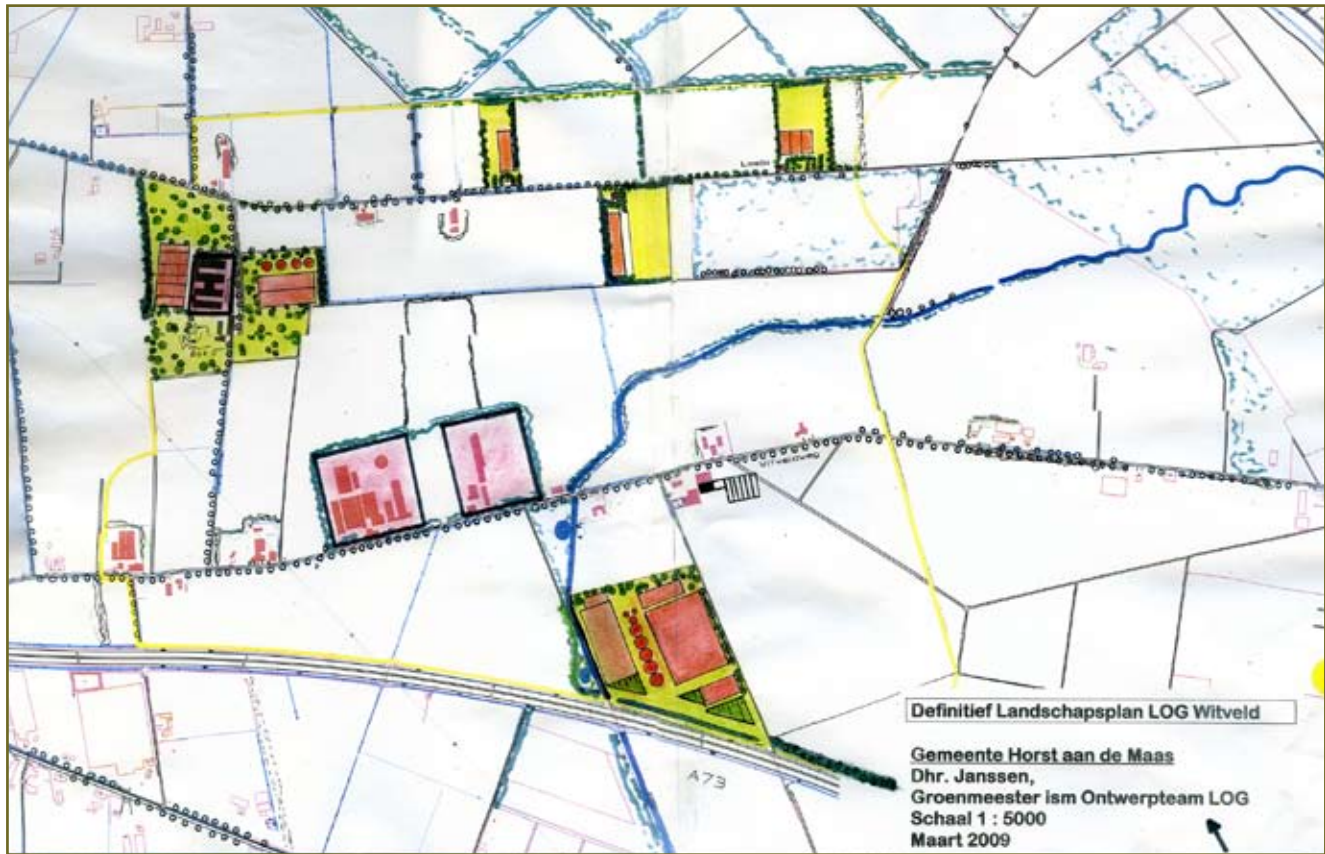 WITVELDWEG
A73
Definitief Landschapsplan LOG Witveld
Gemeente Horst aan de Maas
Dhr. Janssen,
Groenmeester ism Ontwerpteam LOG
Schaal 1 : 5000
Maart 2009